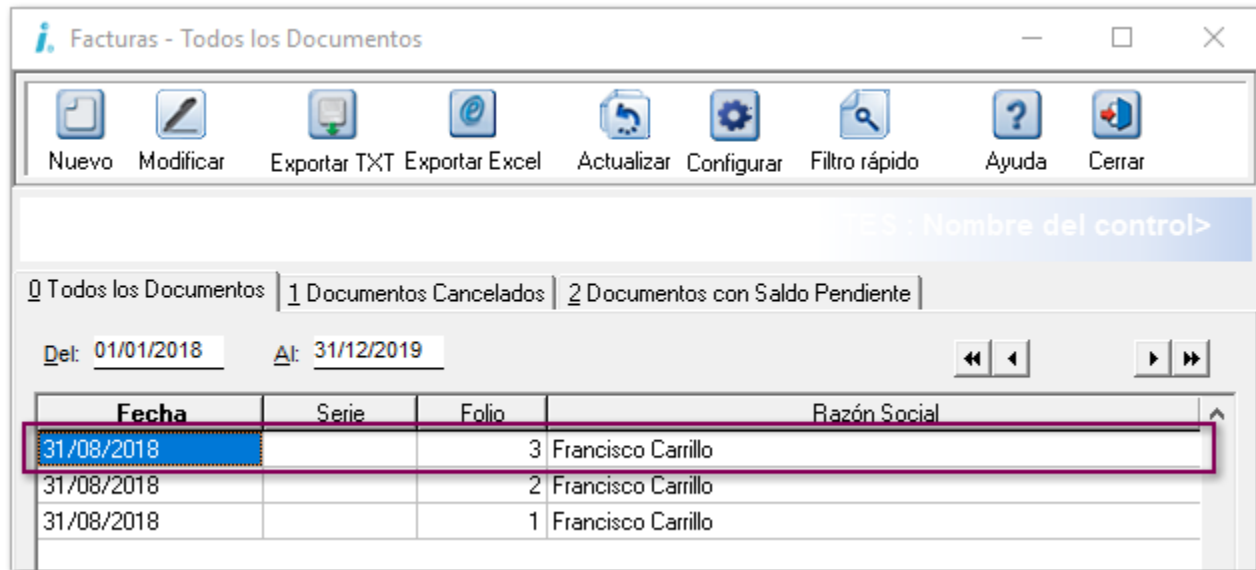 Facturas - Todos los Documentos
Nuevo Modificar Exportar TXT Exportar Excel Actualizar Configurar Filtro rápido Ayuda Cerrar
TES : Nombre del control>
0 Todos los Documentos 1 Documentos Cancelados 2 Documentos con Saldo Pendiente
Del: 01/01/2018 Al: 31/12/2019
Fecha Serie Folio Razón Social
31/08/2018 3 Francisco Carrillo
31/08/2018 2 Francisco Carrillo
31/08/2018 1 Francisco Carrillo